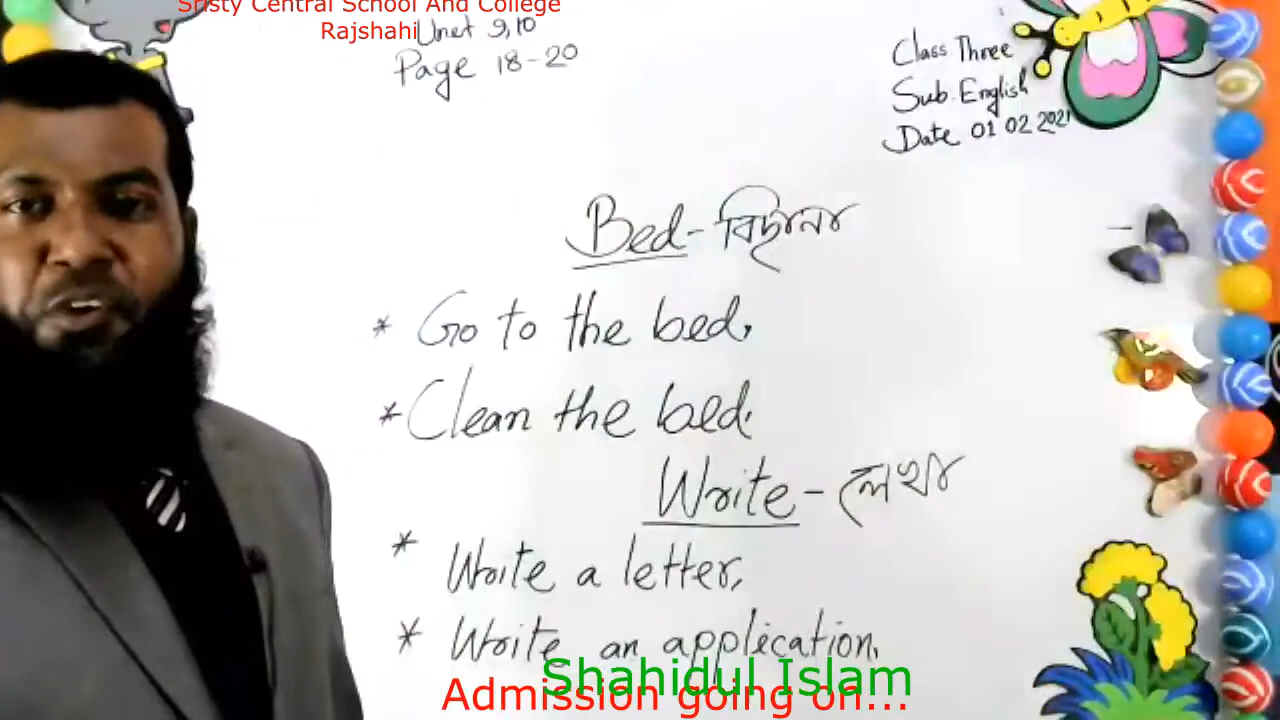 Sristy Central School And College
Rajshahi
Unet 9,10
Page 18-20
Class Three
Sub. English
Date 01 02 2021
Bed - বিছানা
* Go to the bed.
* Clean the bed.
Write - লেখা
* Write a letter.
* Write an application.
Shahidul Islam
Admission going on...